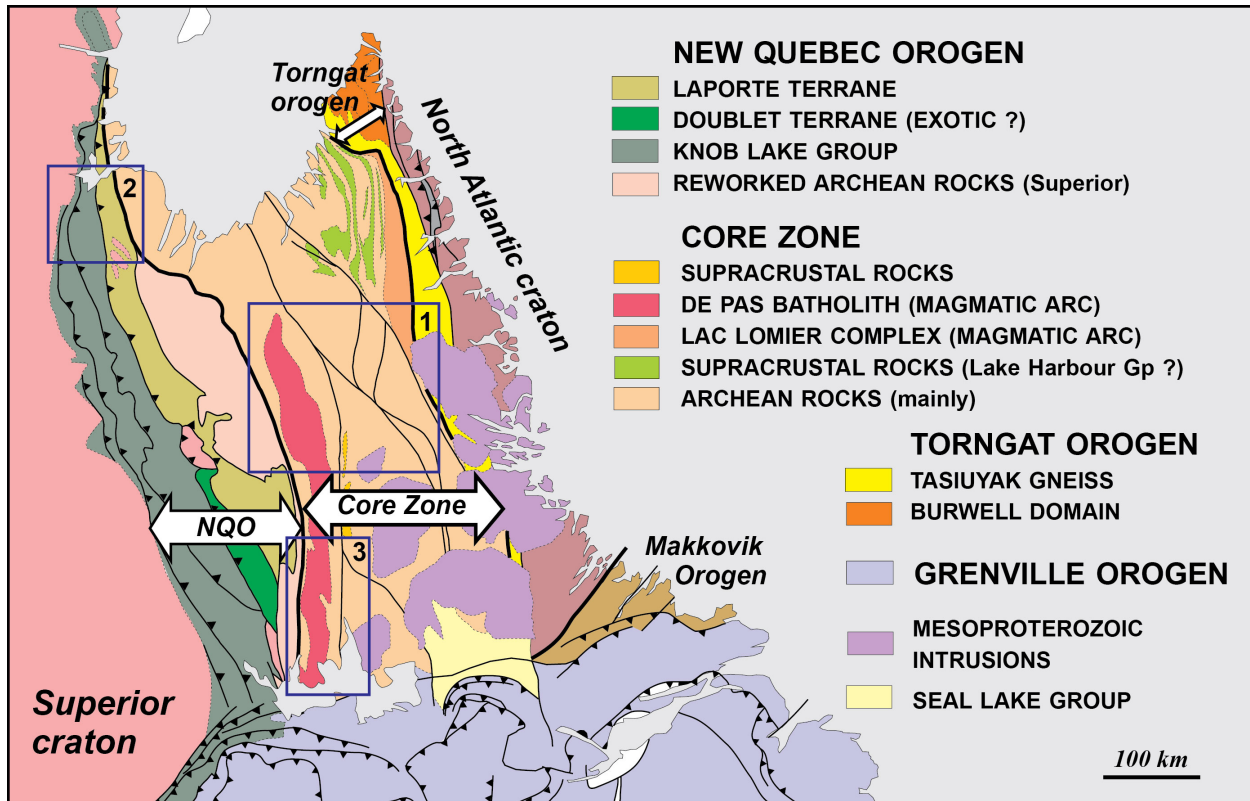 Torngat
orogen
North Atlantic craton
2
1
NQO
Core Zone
3
Makkovik
Orogen
Superior
craton
NEW QUEBEC OROGEN
LAPORTE TERRANE
DOUBLET TERRANE (EXOTIC ?)
KNOB LAKE GROUP
REWORKED ARCHEAN ROCKS (Superior)
CORE ZONE
SUPRACRUSTAL ROCKS
DE PAS BATHOLITH (MAGMATIC ARC)
LAC LOMIER COMPLEX (MAGMATIC ARC)
SUPRACRUSTAL ROCKS (Lake Harbour Gp ?)
ARCHEAN ROCKS (mainly)
TORNGAT OROGEN
TASIUYAK GNEISS
BURWELL DOMAIN
GRENVILLE OROGEN
MESOPROTEROZOIC
INTRUSIONS
SEAL LAKE GROUP
100 km